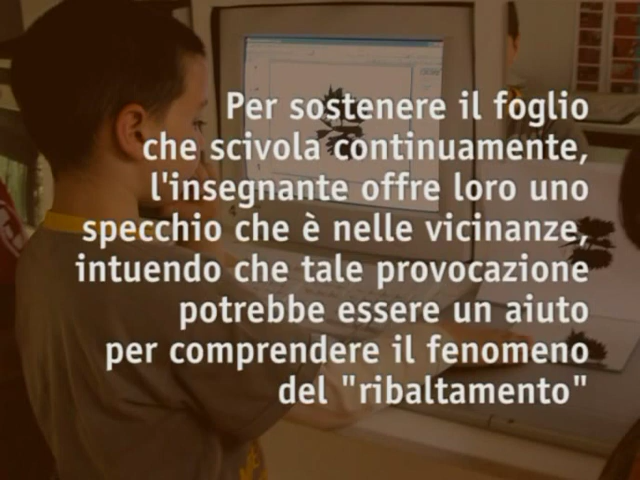 Per sostenere il foglio
che scivola continuamente,
l'insegnante offre loro uno
specchio che è nelle vicinanze,
intuendo che tale provocazione
potrebbe essere un aiuto
per comprendere il fenomeno
del "ribaltamento"